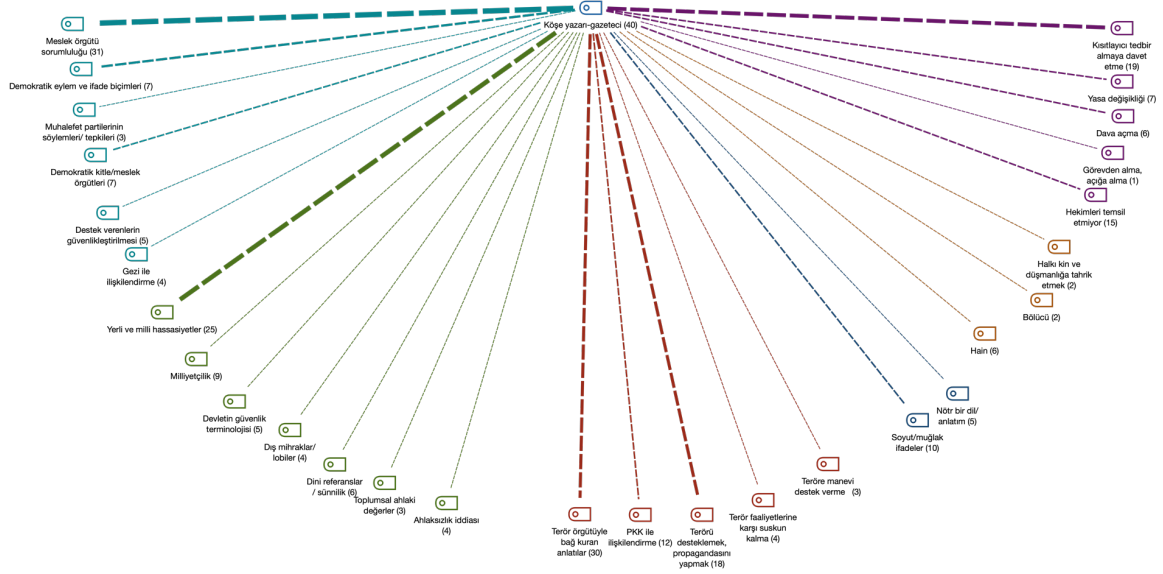 Köşe yazarı-gazeteci (40)
Meslek örgütü
sorumluluğu (31)
Demokratik eylem ve ifade biçimleri (7)
Muhalefet partilerinin
söylemleri/ tepkileri (3)
Demokratik kitle/meslek
örgütleri (7)
Destek verenlerin
güvenlikleştirilmesi (5)
Gezi ile
ilişkilendirme (4)
Yerli ve milli hassasiyetler (25)
Milliyetçilik (9)
Devletin güvenlik
terminolojisi (5)
Dış mihraklar/
lobiler (4)
Dini referanslar
/ sünnilik (6)
Toplumsal ahlaki
değerler (3)
Ahlaksızlık iddiası
(4)
Terör örgütüyle
bağ kuran
anlatılar (30)
PKK ile
ilişkilendirme (12)
Terörü
desteklemek,
propagandasını
yapmak (18)
Terör faaliyetlerine
karşı suskun
kalma (4)
Teröre manevi
destek verme (3)
Soyut/muğlak
ifadeler (10)
Nötr bir dil/
anlatım (5)
Hain (6)
Bölücü (2)
Halkı kin ve
düşmanlığa tahrik
etmek (2)
Hekimleri temsil
etmiyor (15)
Görevden alma,
açığa alma (1)
Dava açma (6)
Yasa değişikliği (7)
Kısıtlayıcı tedbir
almaya davet
etme (19)